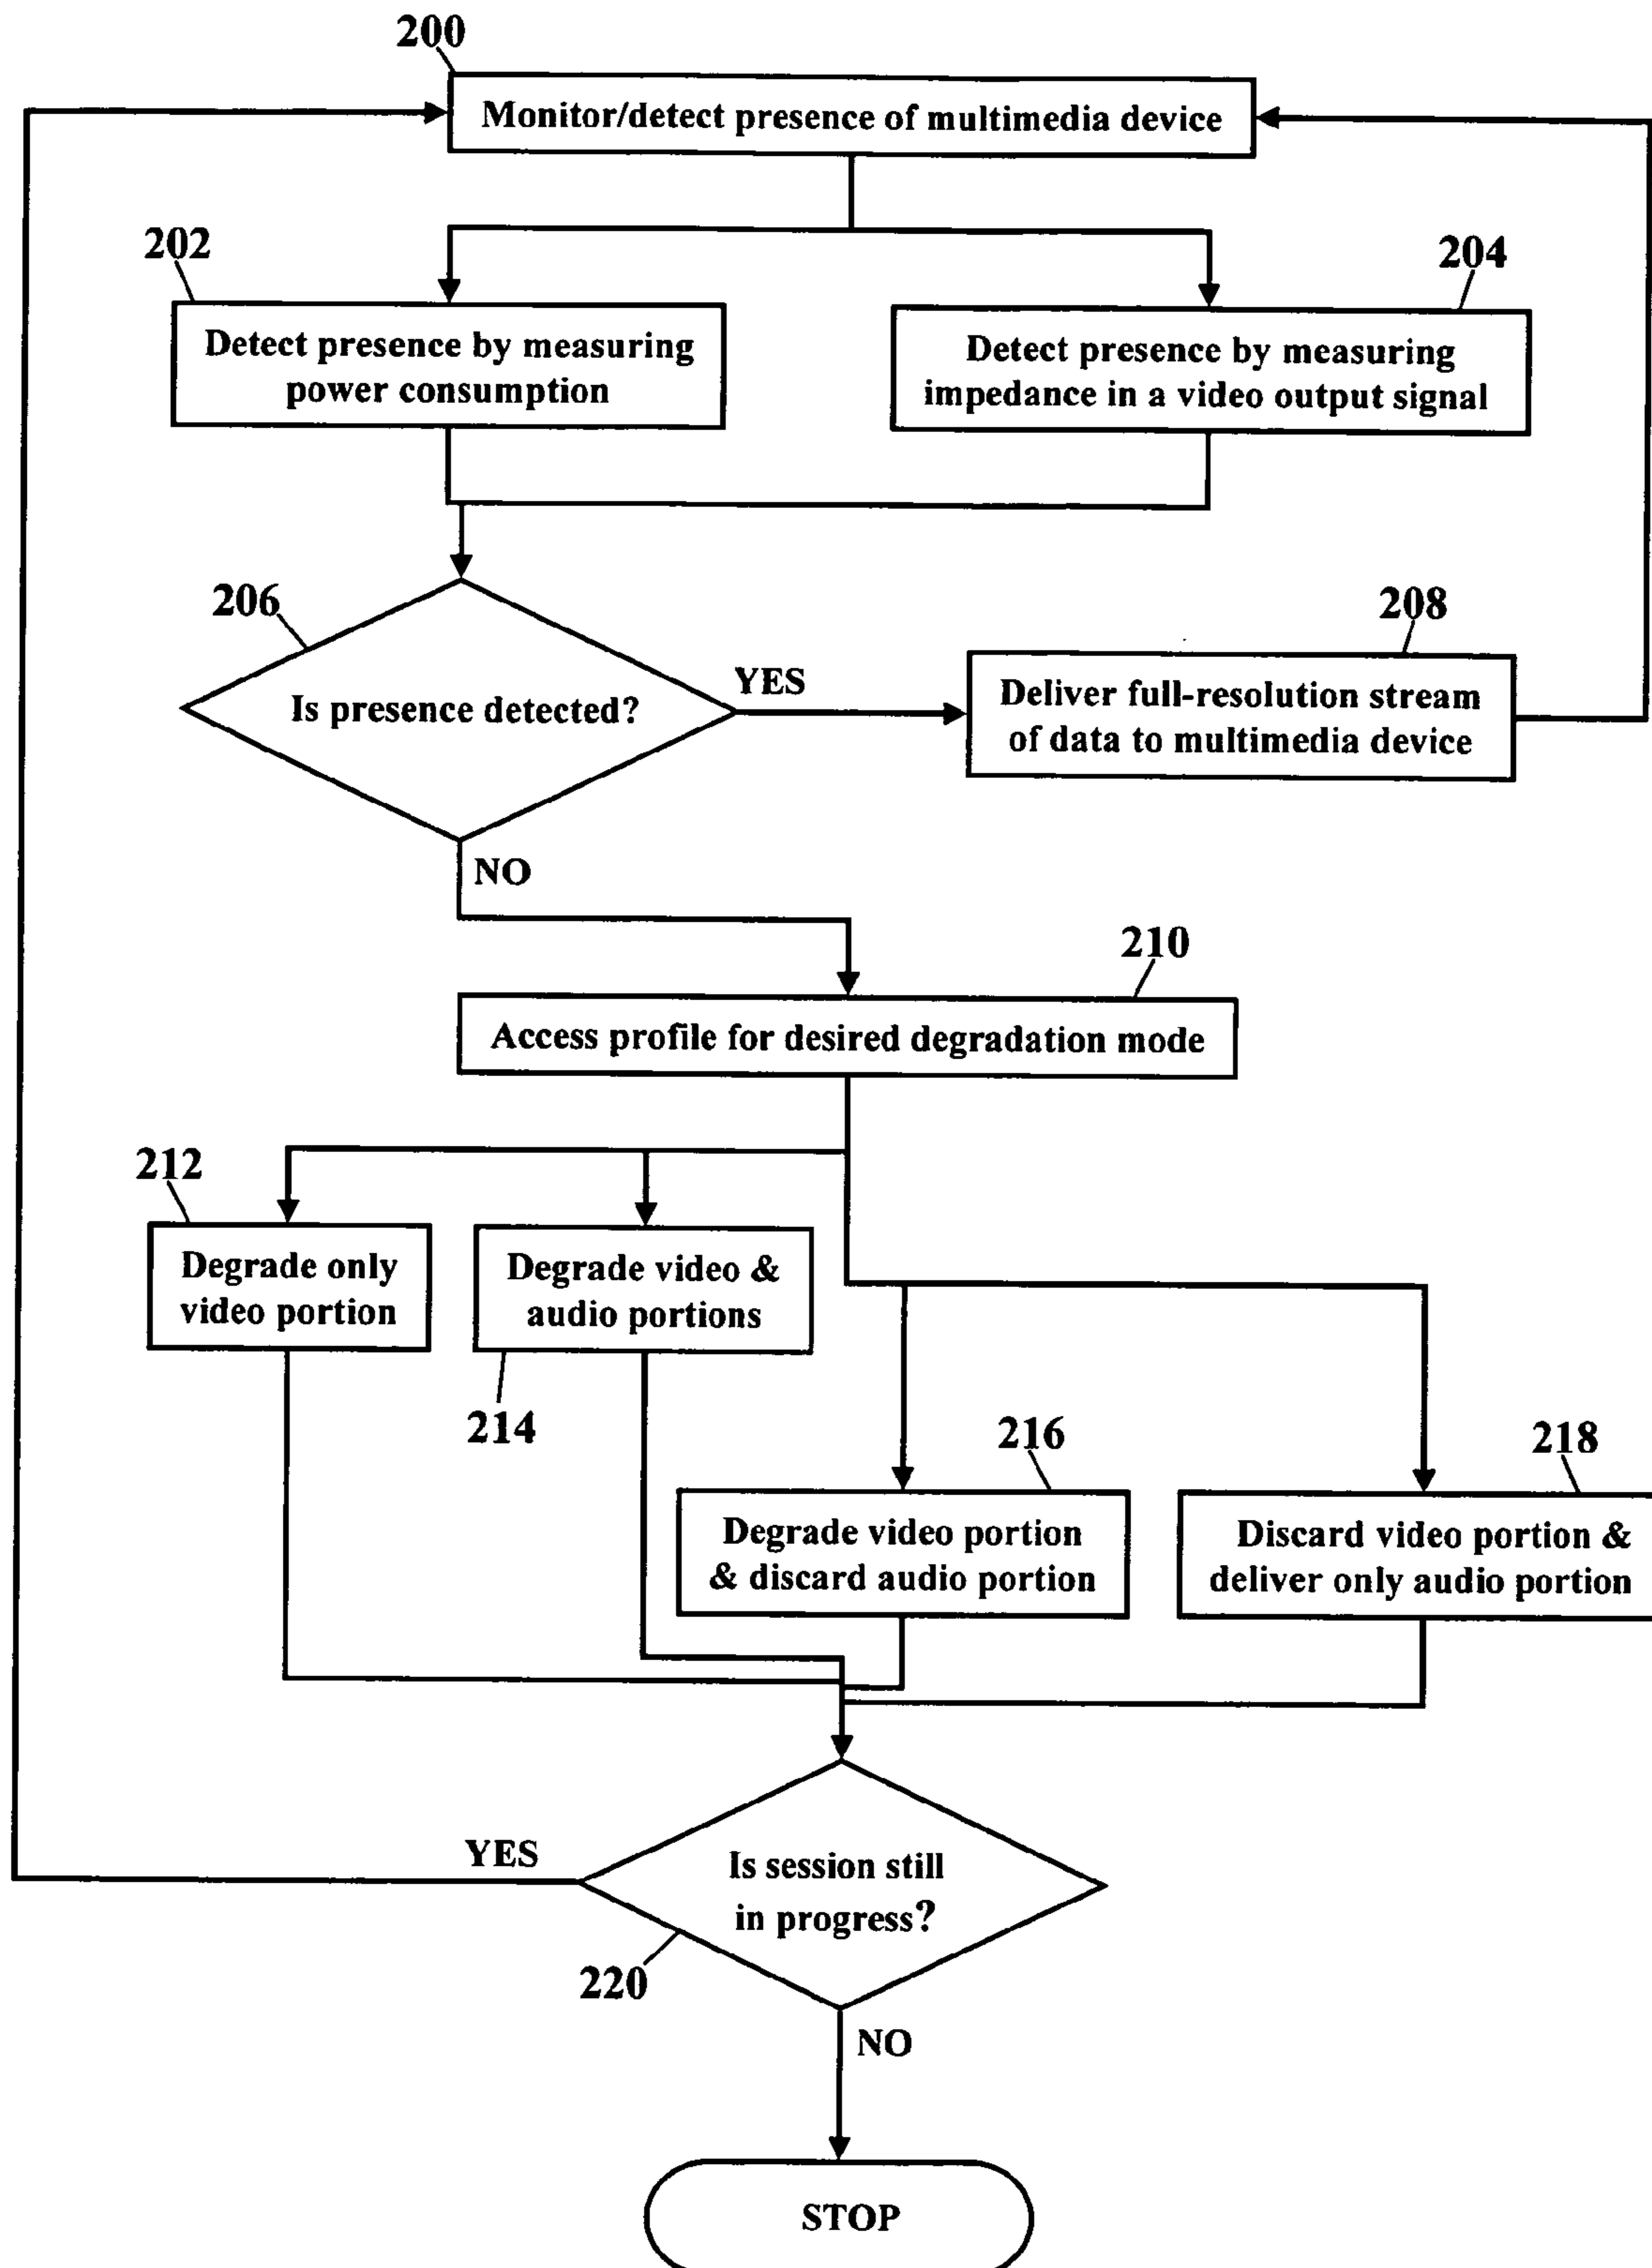 200
Monitor/detect presence of multimedia device
202
204
Detect presence by measuring
power consumption
Detect presence by measuring
impedance in a video output signal
206
208
Is presence detected?
YES
Deliver full-resolution stream
of data to multimedia device
NO
210
Access profile for desired degradation mode
212
Degrade only
video portion
Degrade video &
audio portions
214
216
218
Degrade video portion
& discard audio portion
Discard video portion &
deliver only audio portion
YES
Is session still
in progress?
220
NO
STOP